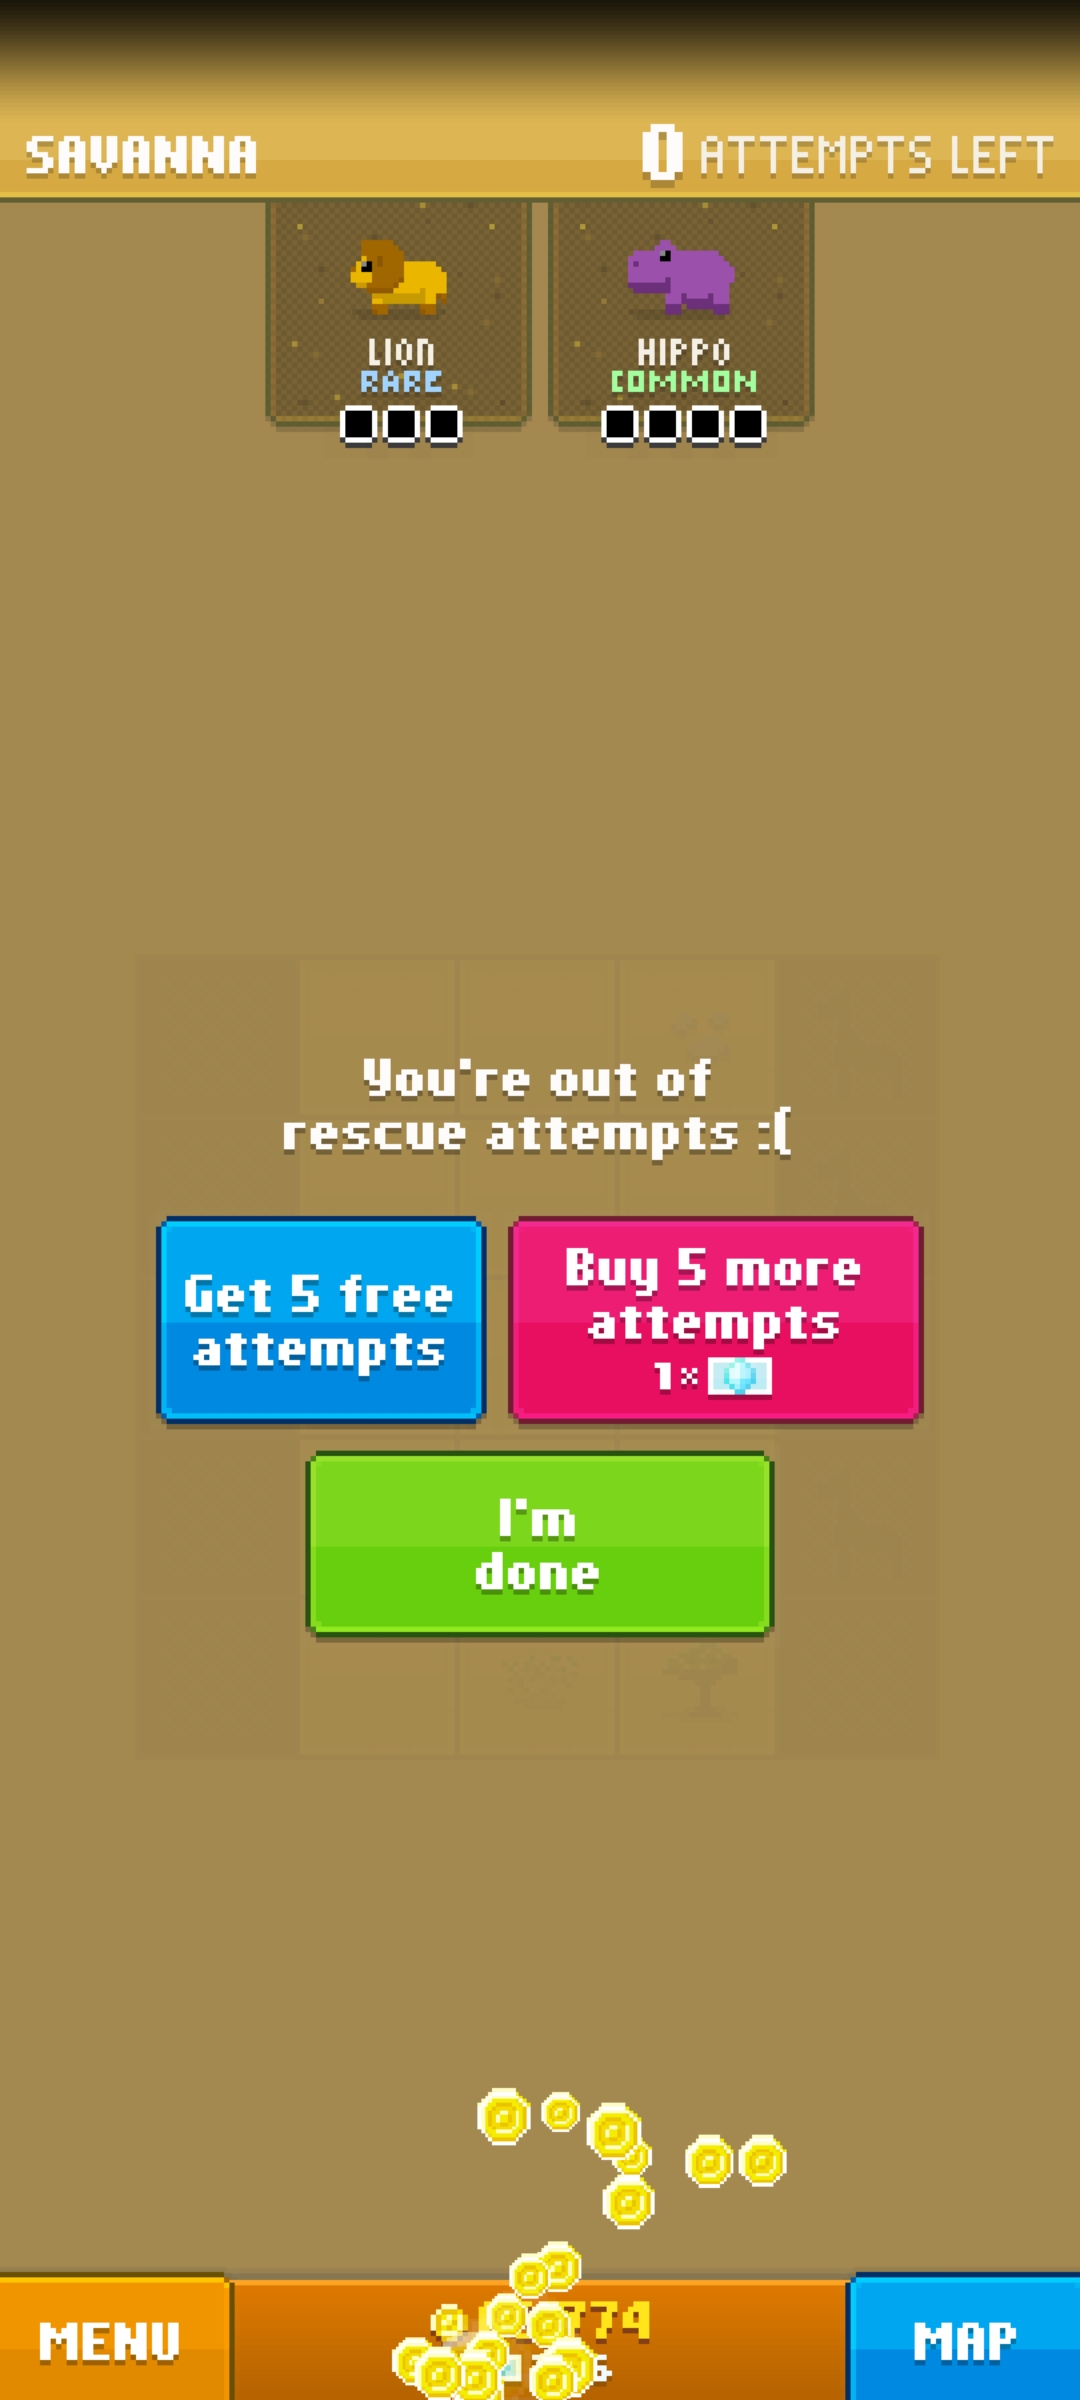 SAVANNA
0 ATTEMPTS LEFT
LION
RARE
HIPPO
COMMON
You're out of
rescue attempts :(
Get 5 free
attempts
Buy 5 more
attempts
1×
I'm
done
MENU
MAP